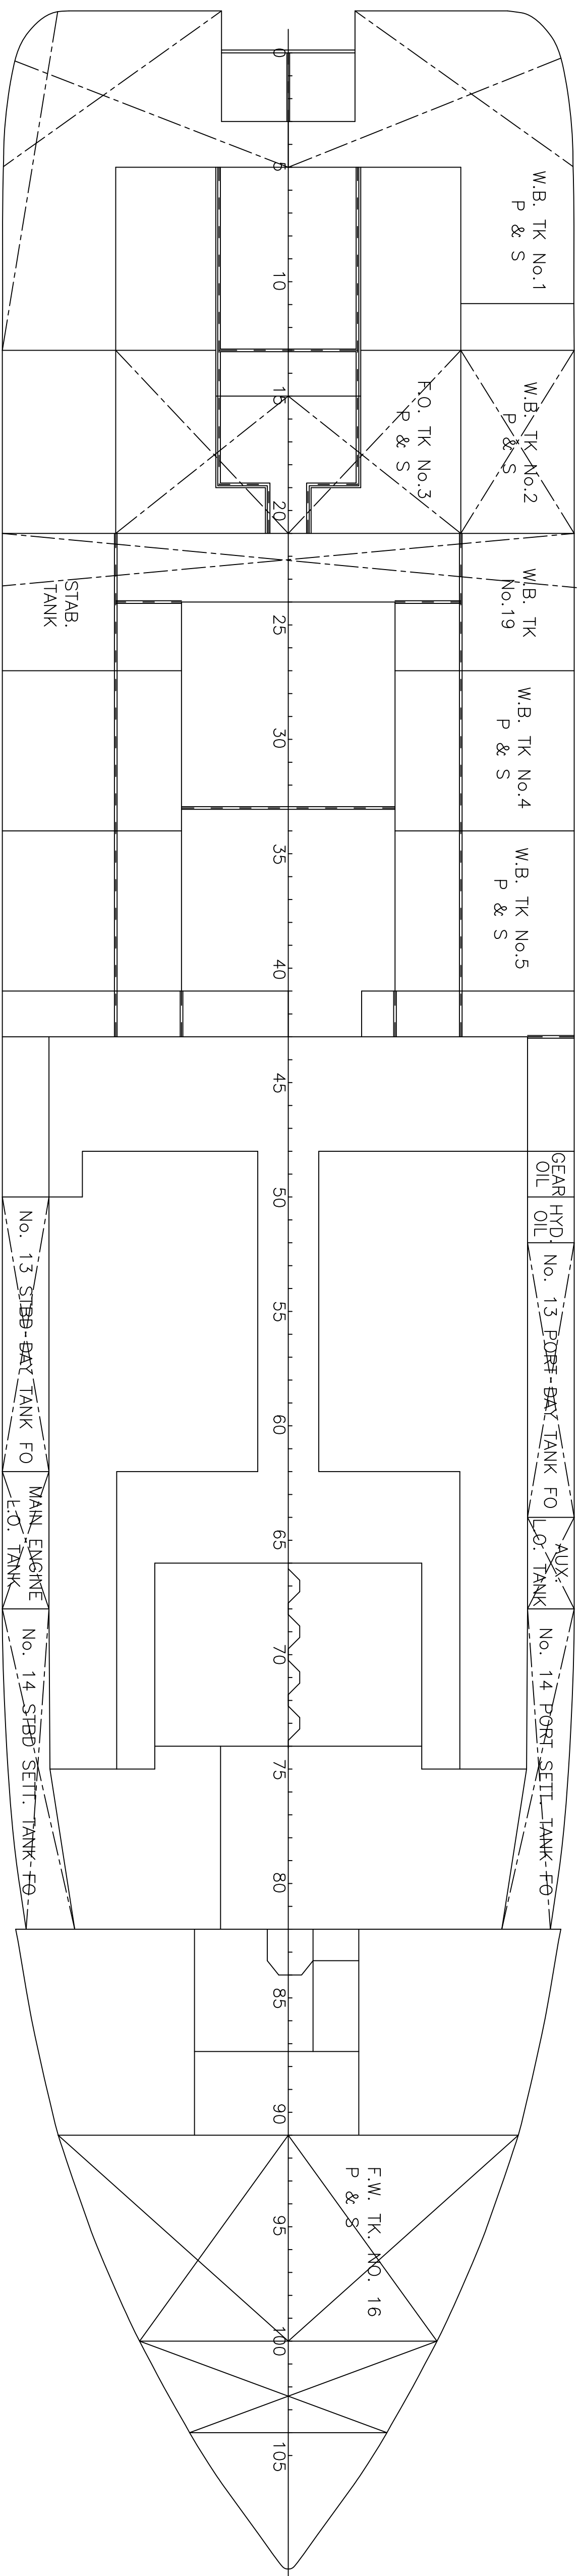 0
5
10
15
20
25
30
35
40
45
50
55
60
65
70
75
80
85
90
95
100
105
W.B. TK No.1
P & S
W.B. TK No.2
P & S
F.O. TK No.3
P & S
W.B. TK
No.19
STAB.
TANK
W.B. TK No.4
P & S
W.B. TK No.5
P & S
GEAR
OIL
HYD.
OIL
No. 13 PORT DAY TANK FO
No. 13 STBD DAY TANK FO
AUX.
L.O. TANK
MAIN ENGINE
L.O. TANK
No. 14 PORT SETT. TANK FO
No. 14 STBD SETT. TANK FO
F.W. TK. NO. 16
P & S